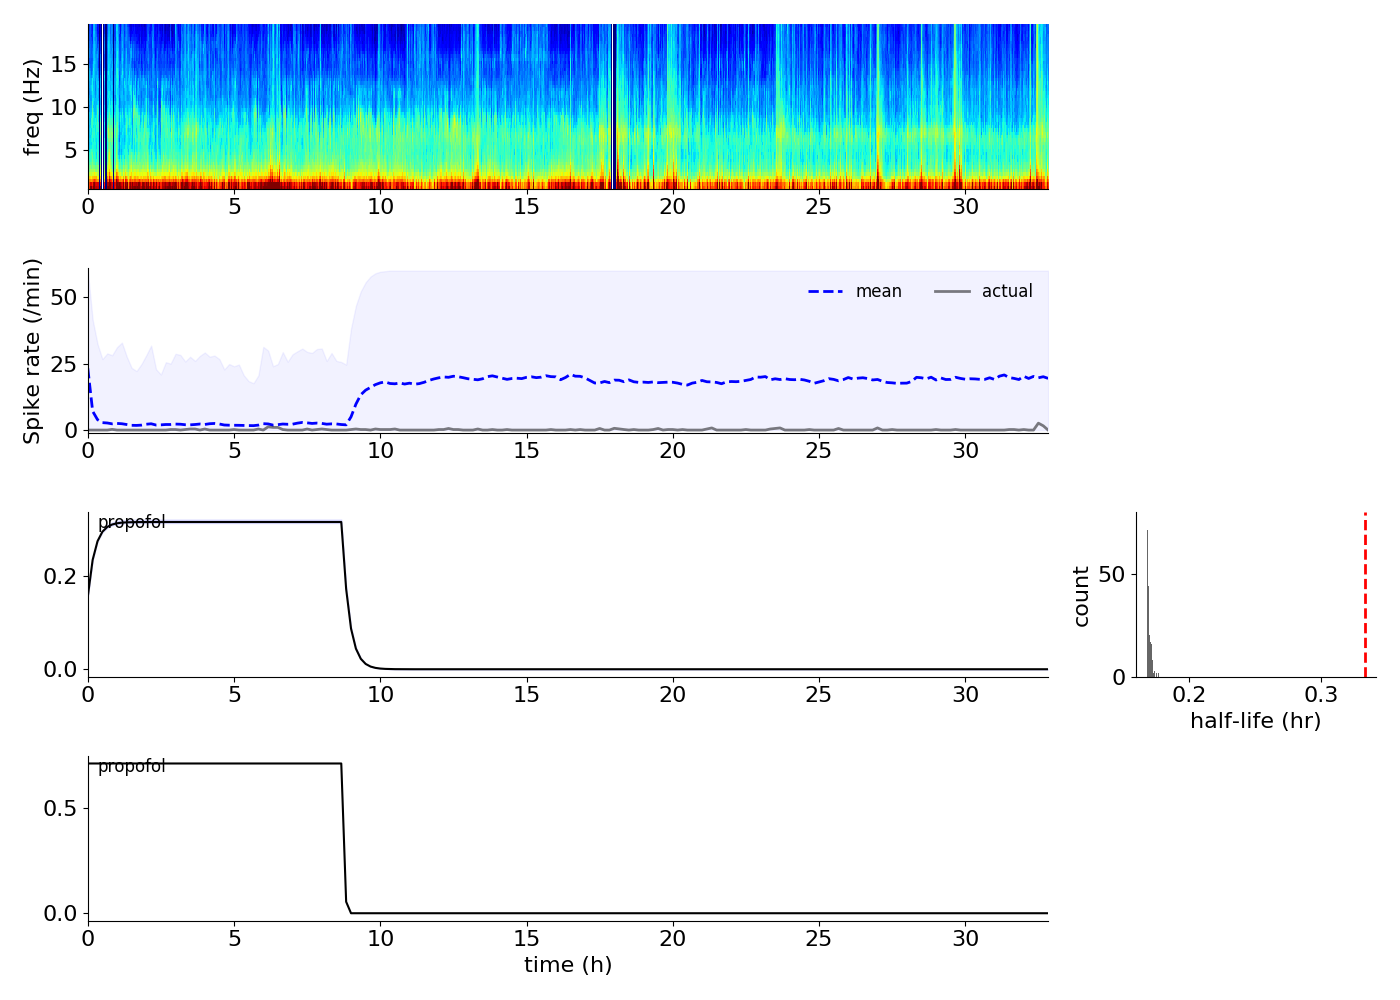 freq (Hz)
15
10
5
0 5 10 15 20 25 30
Spike rate (/min)
50
25
0
mean actual
0 5 10 15 20 25 30
propofol
0.2
0.0
0 5 10 15 20 25 30
count
50
0
0.2 0.3
half-life (hr)
propofol
0.5
0.0
0 5 10 15 20 25 30
time (h)